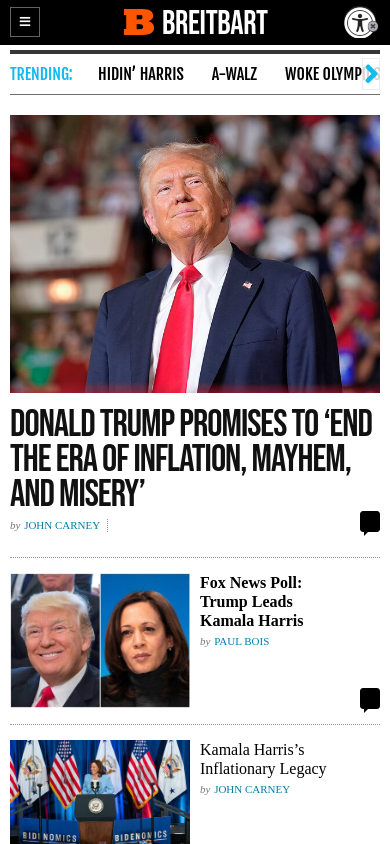 BREITBART
TRENDING: HIDIN’ HARRIS A-WALZ WOKE OLYMP
DONALD TRUMP PROMISES TO ‘END
THE ERA OF INFLATION, MAYHEM,
AND MISERY’
by JOHN CARNEY
Fox News Poll:
Trump Leads
Kamala Harris
by PAUL BOIS
Kamala Harris’s
Inflationary Legacy
by JOHN CARNEY
BIDENOMICS BIDENOMICS